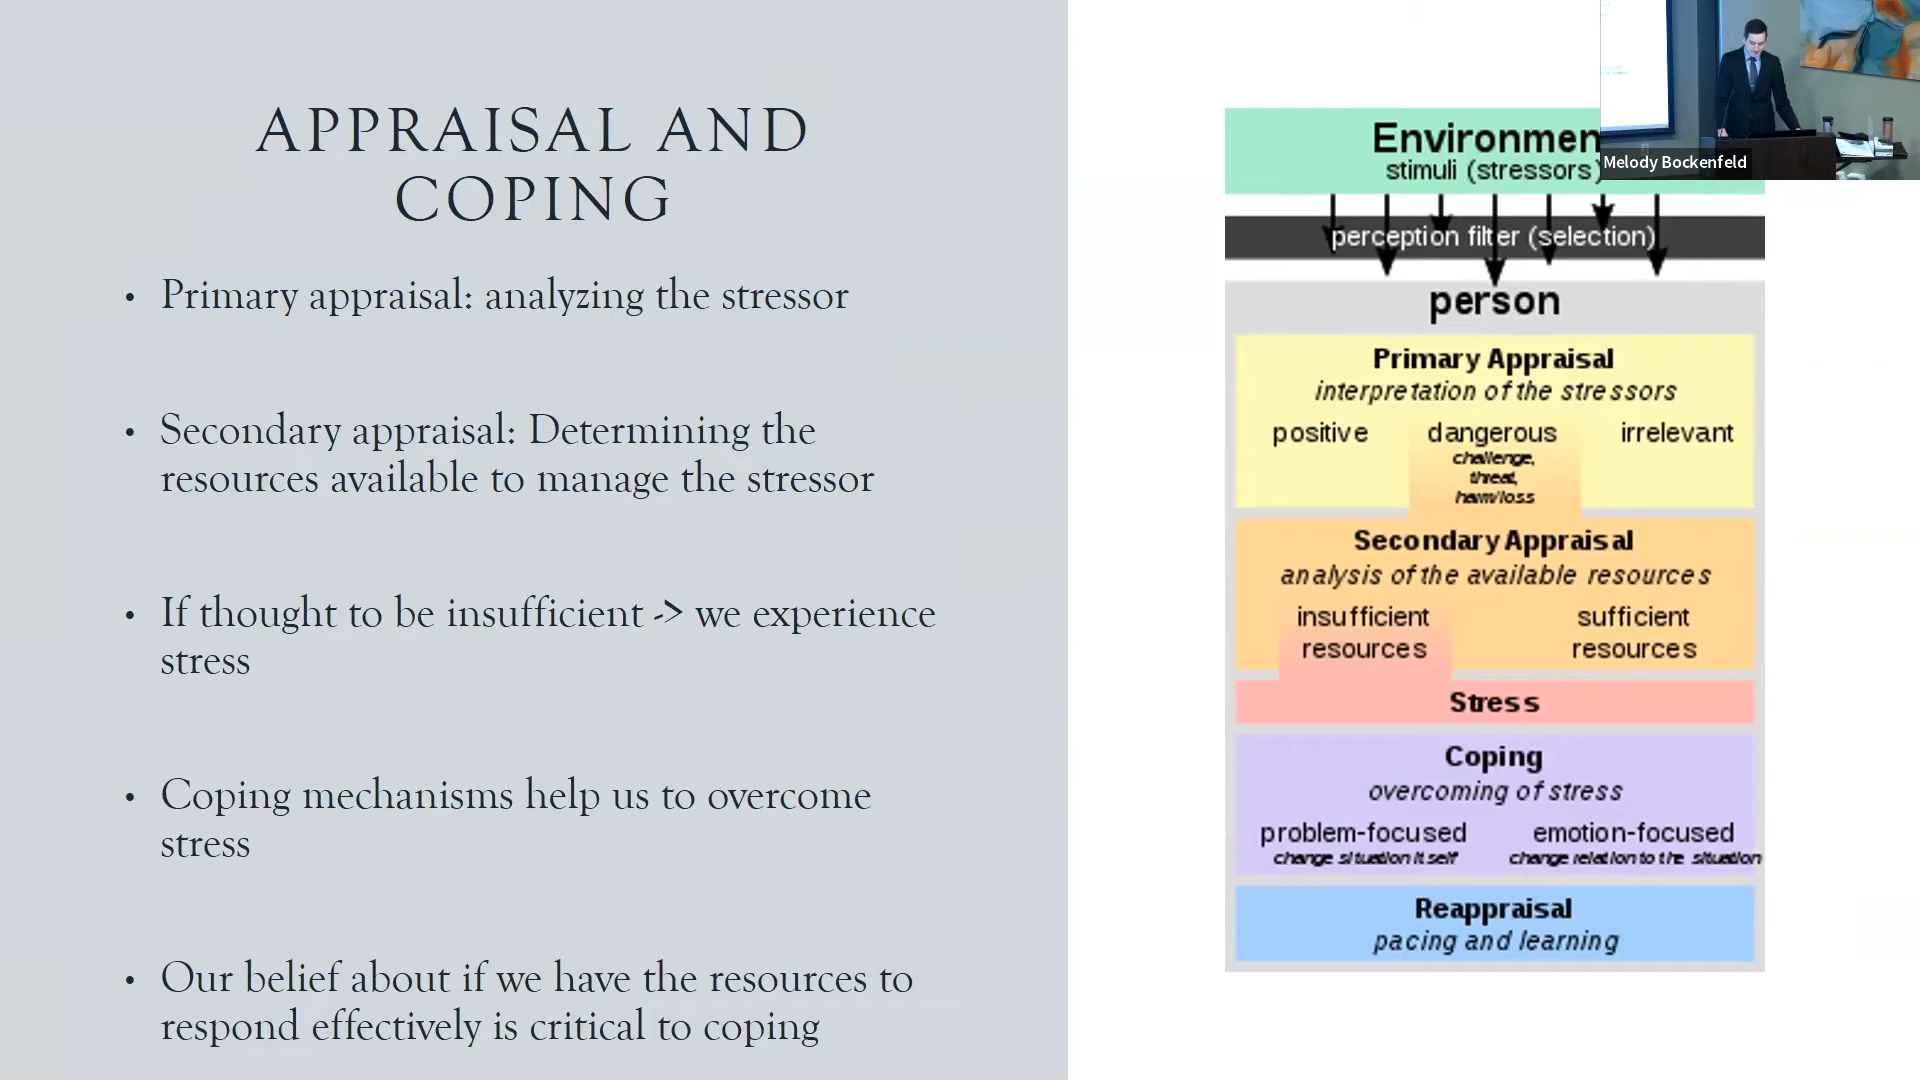 APPRAISAL AND
COPING
• Primary appraisal: analyzing the stressor
• Secondary appraisal: Determining the
resources available to manage the stressor
• If thought to be insufficient -> we experience
stress
• Coping mechanisms help us to overcome
stress
• Our belief about if we have the resources to
respond effectively is critical to coping
Environmen
stimuli (stressors)
perception filter (selection)
person
Primary Appraisal
interpretation of the stressors
positive dangerous irrelevant
challenge,
threat,
harm/loss
Secondary Appraisal
analysis of the available resources
insufficient sufficient
resources resources
Stress
Coping
overcoming of stress
problem-focused emotion-focused
change situation itself change relation to the situation
Reappraisal
pacing and learning
Melody Bockenfeld